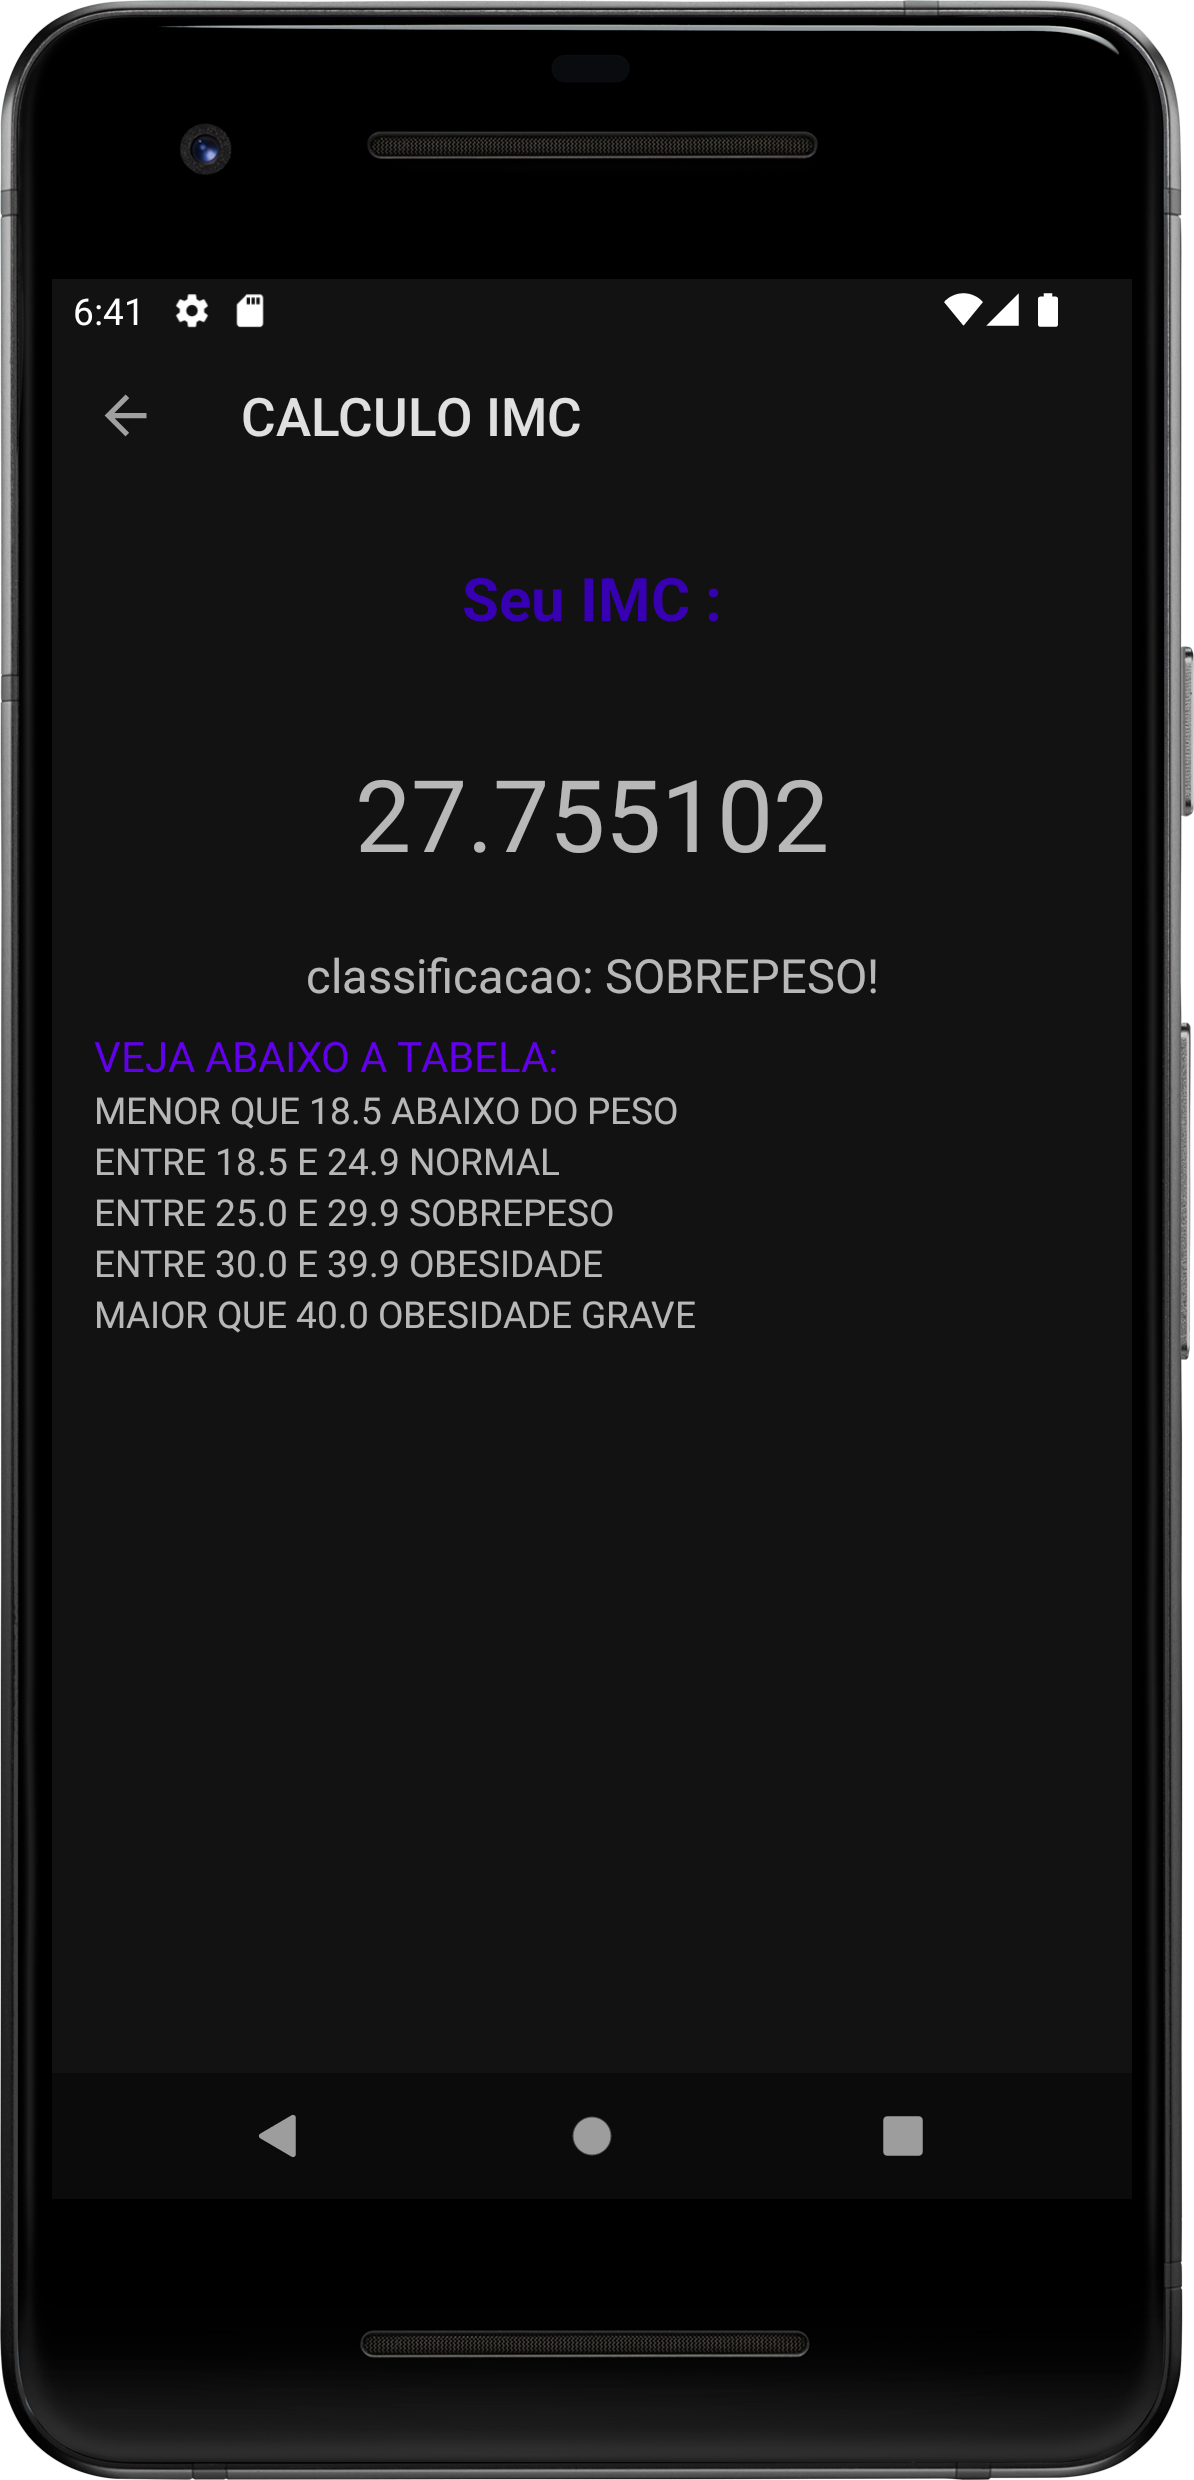 6:41
CALCULO IMC
Seu IMC :
27.755102
classificacao: SOBREPESO!
VEJA ABAIXO A TABELA:
MENOR QUE 18.5 ABAIXO DO PESO
ENTRE 18.5 E 24.9 NORMAL
ENTRE 25.0 E 29.9 SOBREPESO
ENTRE 30.0 E 39.9 OBESIDADE
MAIOR QUE 40.0 OBESIDADE GRAVE